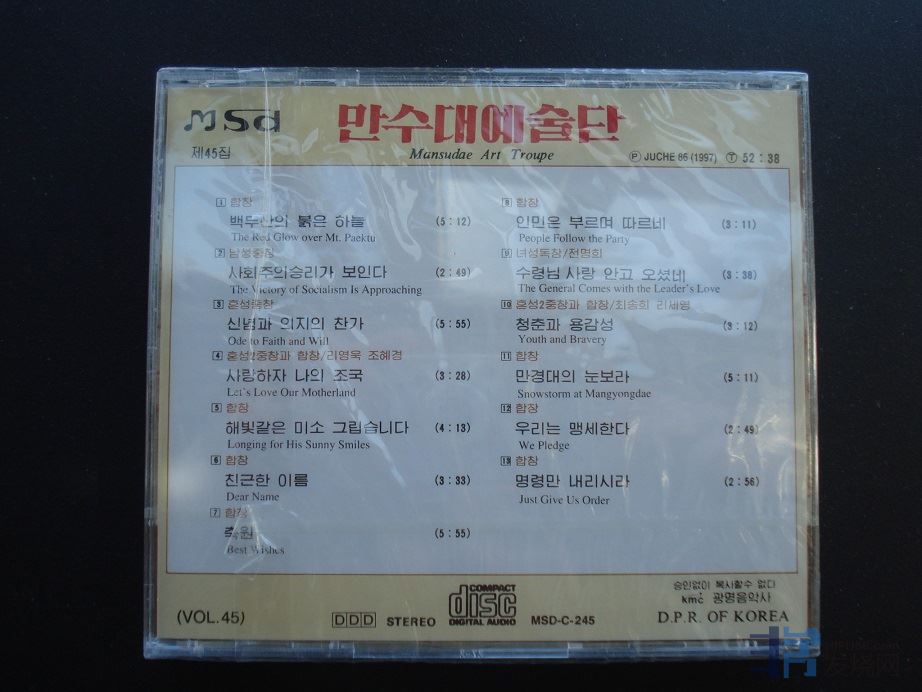 MSd
만수대예술단
Mansudae Art Troupe
제45집
Ⓟ JUCHE 86 (1997) Ⓣ 52 : 38
1 합창
백두산의 붉은 하늘 (5 : 12)
The Red Glow over Mt. Paektu
2 남성중창
사회주의승리가 보인다 (2 : 49)
The Victory of Socialism Is Approaching
3 혼성중창
신념과 의지의 찬가 (5 : 55)
Ode to Faith and Will
4 혼성2중창과 합창/리영욱 조혜경
사랑하자 나의 조국 (3 : 28)
Let's Love Our Motherland
5 합창
해빛같은 미소 그립습니다 (4 : 13)
Longing for His Sunny Smiles
6 합창
친근한 이름 (3 : 33)
Dear Name
7 합창
축원 (5 : 55)
Best Wishes
8 합창
인민은 부르며 따르네 (3 : 11)
People Follow the Party
9 녀성독창/전명희
수령님 사랑 안고 오셨네 (3 : 38)
The General Comes with the Leader's Love
10 혼성2중창과 합창/최송희 리세영
청춘과 용감성 (3 : 12)
Youth and Bravery
11 합창
만경대의 눈보라 (5 : 11)
Snowstorm at Mangyongdae
12 합창
우리는 맹세한다 (2 : 49)
We Pledge
13 합창
명령만 내리시라 (2 : 56)
Just Give Us Order
(VOL. 45)
DDD STEREO
COMPACT
disc
DIGITAL AUDIO
MSD-C-245
승인없이 복사할수 없다
kmc 광명음악사
D.P.R. OF KOREA
发烧网